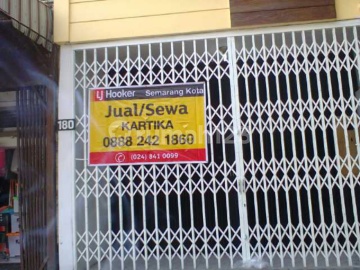 LJ Hooker Semarang Kota
Jual/Sewa
KARTIKA
0888 242 1860
(024) 841 0099
180